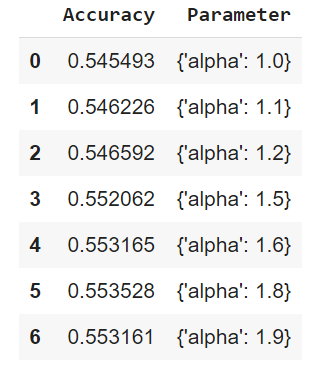 Accuracy Parameter
0 0.545493 {'alpha': 1.0}
1 0.546226 {'alpha': 1.1}
2 0.546592 {'alpha': 1.2}
3 0.552062 {'alpha': 1.5}
4 0.553165 {'alpha': 1.6}
5 0.553528 {'alpha': 1.8}
6 0.553161 {'alpha': 1.9}